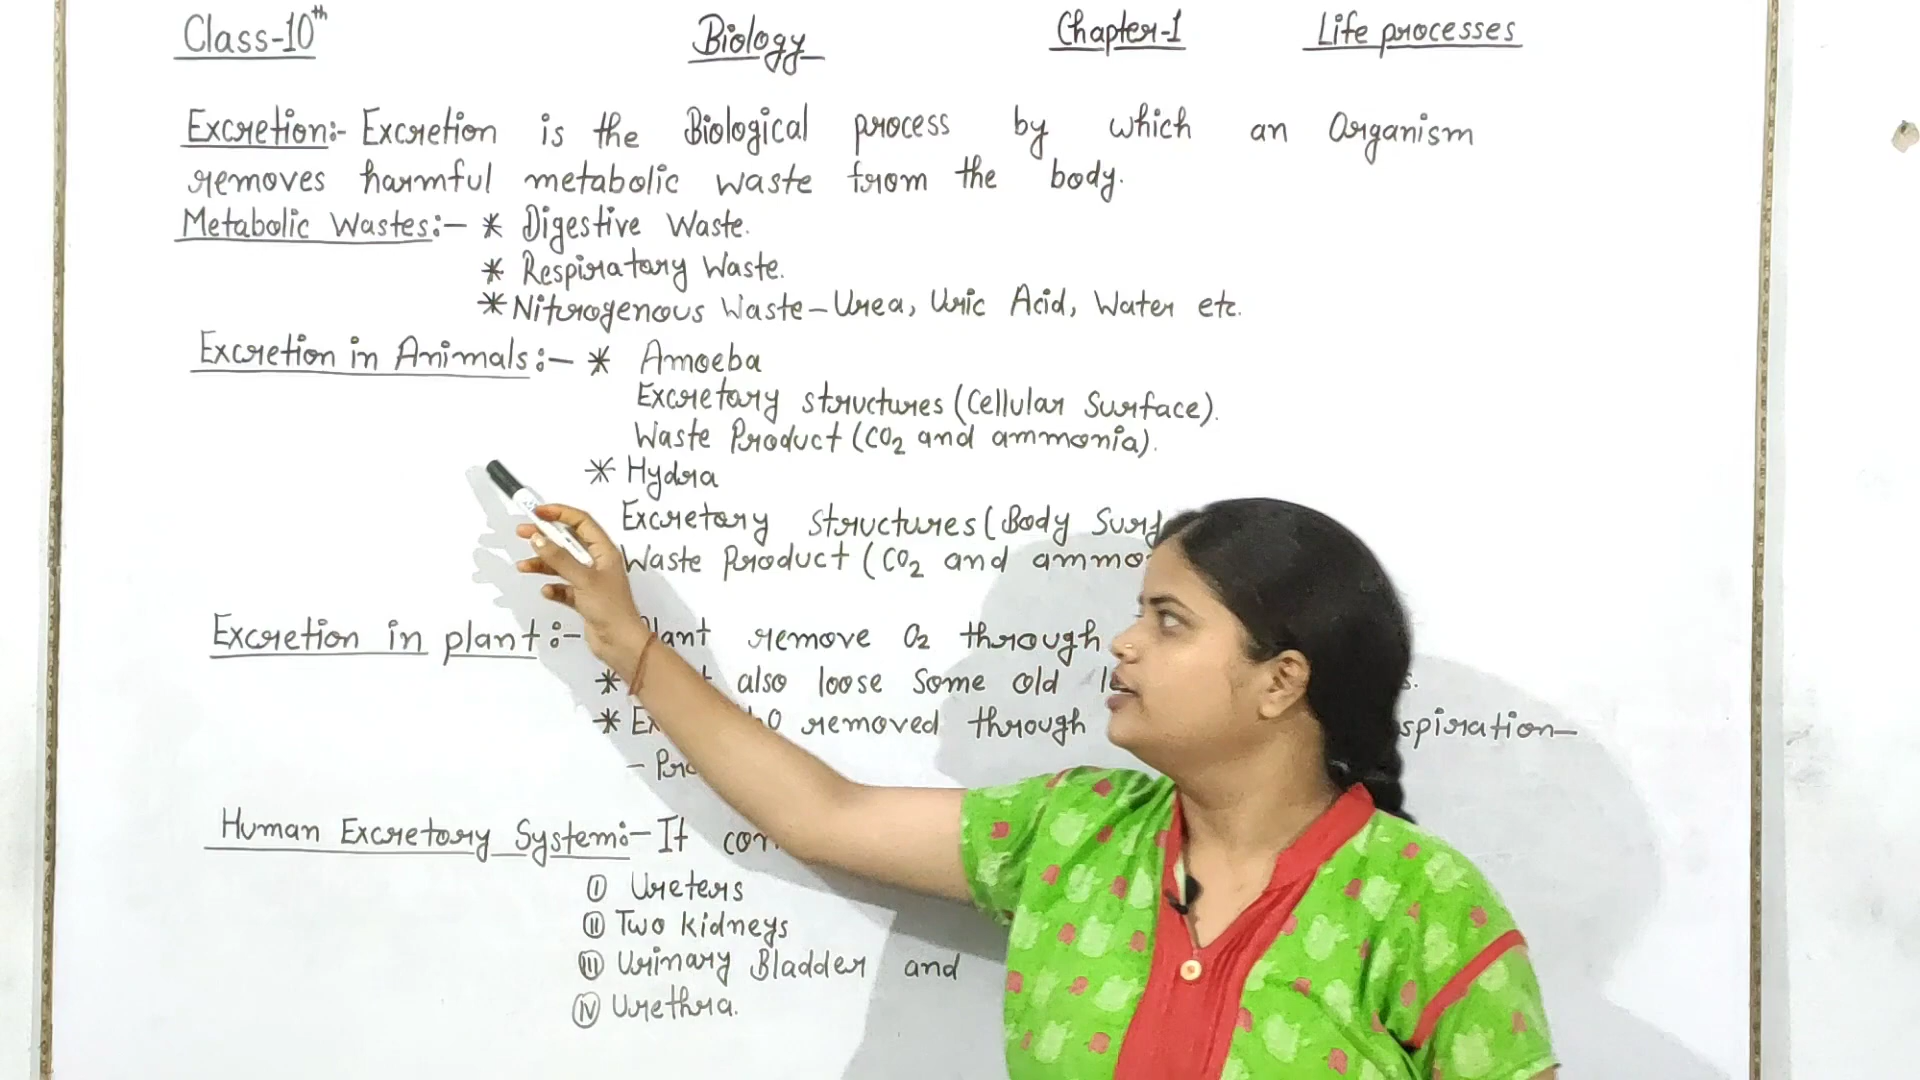 Class-10th Biology Chapter-1 Life processes
Excretion:- Excretion is the Biological process by which an Organism
removes harmful metabolic waste from the body.
Metabolic Wastes:- * Digestive Waste.
* Respiratory Waste.
* Nitrogenous Waste - Urea, Uric Acid, Water etc.
Excretion in Animals:- * Amoeba
Excretary structures (Cellular Surface).
Waste Product (CO2 and ammonia).
* Hydra
Excretary structures (Body
Waste Product (CO2 and
Excretion in plant:- remove O2 through
* also loose some old
* removed through
Human Excretory System:- It
(I) Ureters
(II) Two kidneys
(III) Urinary Bladder and
(IV) Urethra.